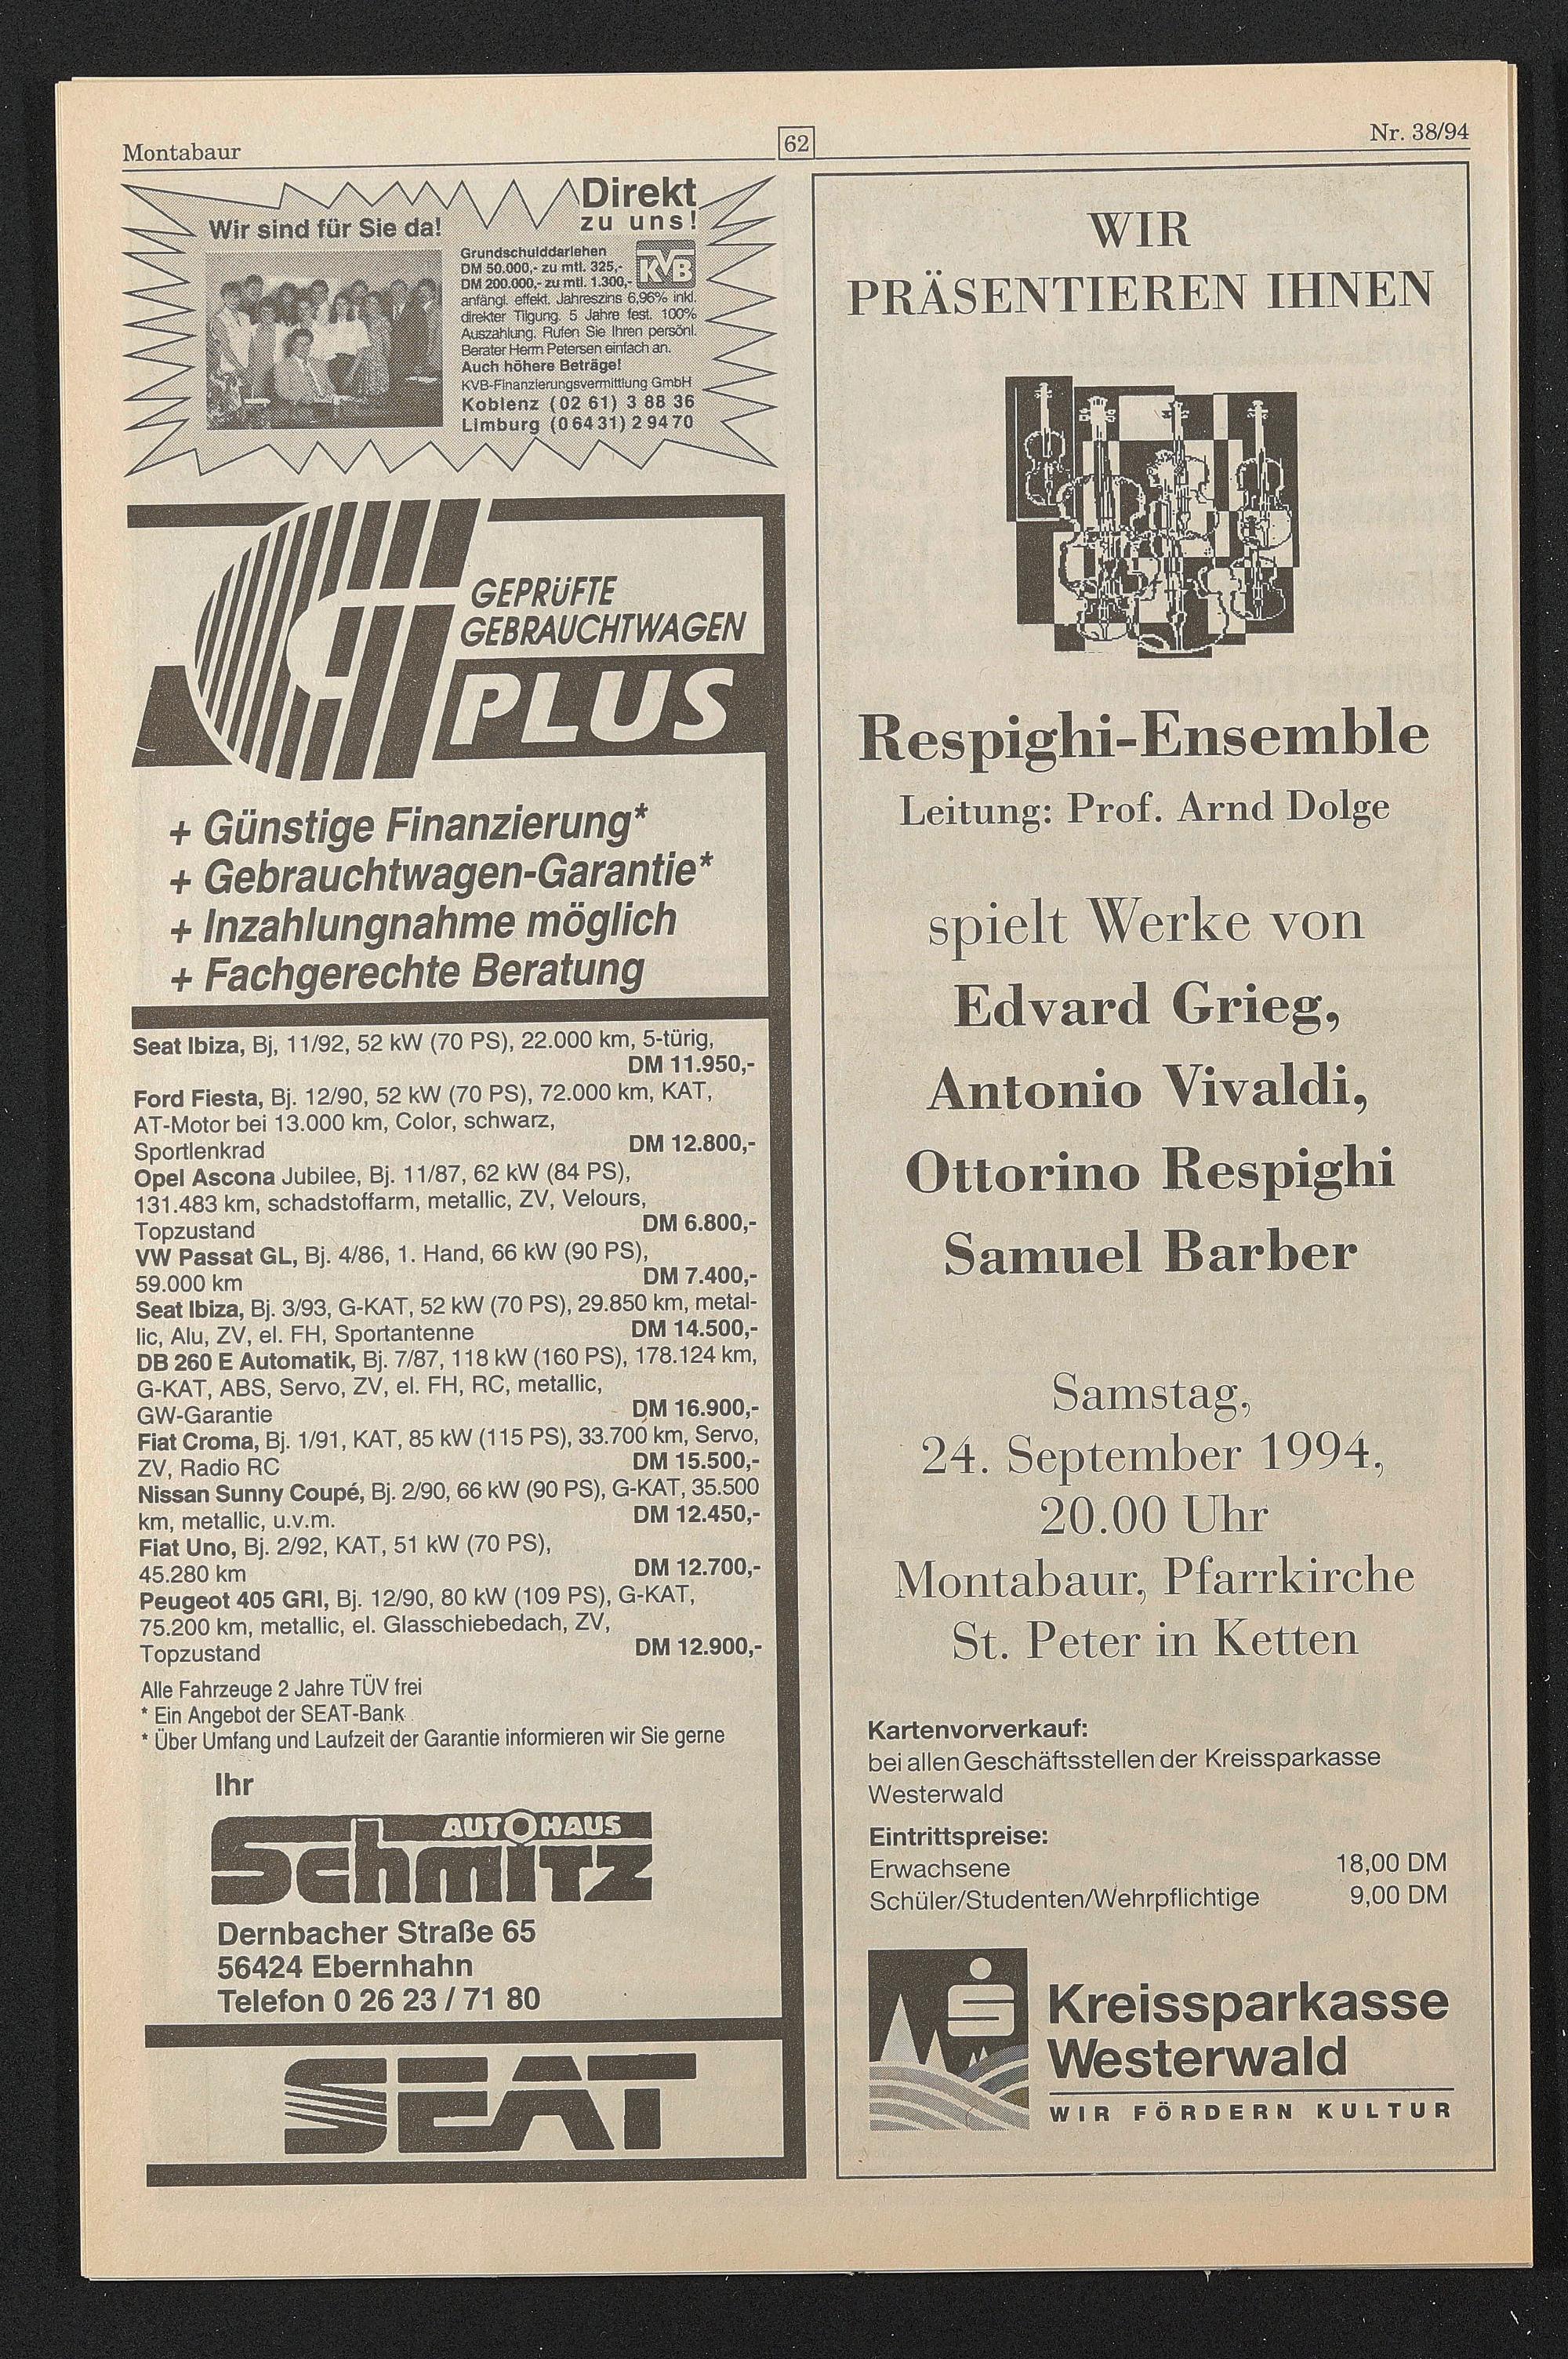 Montabaur
62
Nr. 38/94
Wir sind für Sie da!
Direkt
zu uns!
Grundschulddarlehen
DM 50.000,- zu mtl. 325,-
DM 200.000,- zu mtl. 1.300,-
KVB
anfängl. effekt. Jahreszins 6,96% inkl.
direkter Tilgung. 5 Jahre fest. 100%
Auszahlung. Rufen Sie Ihren persönl.
Berater Herrn Petersen einfach an.
Auch höhere Beträge!
KVB-Finanzierungsvermittlung GmbH
Koblenz (02 61) 3 88 36
Limburg (0 64 31) 2 94 70
GEPRÜFTE
GEBRAUCHTWAGEN
PLUS
+ Günstige Finanzierung*
+ Gebrauchtwagen-Garantie*
+ Inzahlungnahme möglich
+ Fachgerechte Beratung
Seat Ibiza, Bj, 11/92, 52 kW (70 PS), 22.000 km, 5-türig,
DM 11.950,-
Ford Fiesta, Bj. 12/90, 52 kW (70 PS), 72.000 km, KAT,
AT-Motor bei 13.000 km, Color, schwarz,
Sportlenkrad DM 12.800,-
Opel Ascona Jubilee, Bj. 11/87, 62 kW (84 PS),
131.483 km, schadstoffarm, metallic, ZV, Velours,
Topzustand DM 6.800,-
VW Passat GL, Bj. 4/86, 1. Hand, 66 kW (90 PS),
59.000 km DM 7.400,-
Seat Ibiza, Bj. 3/93, G-KAT, 52 kW (70 PS), 29.850 km, metal-
lic, Alu, ZV, el. FH, Sportantenne DM 14.500,-
DB 260 E Automatik, Bj. 7/87, 118 kW (160 PS), 178.124 km,
G-KAT, ABS, Servo, ZV, el. FH, RC, metallic,
GW-Garantie DM 16.900,-
Fiat Croma, Bj. 1/91, KAT, 85 kW (115 PS), 33.700 km, Servo,
ZV, Radio RC DM 15.500,-
Nissan Sunny Coupé, Bj. 2/90, 66 kW (90 PS), G-KAT, 35.500
km, metallic, u.v.m. DM 12.450,-
Fiat Uno, Bj. 2/92, KAT, 51 kW (70 PS),
45.280 km DM 12.700,-
Peugeot 405 GRI, Bj. 12/90, 80 kW (109 PS), G-KAT,
75.200 km, metallic, el. Glasschiebedach, ZV,
Topzustand DM 12.900,-
Alle Fahrzeuge 2 Jahre TÜV frei
* Ein Angebot der SEAT-Bank
* Über Umfang und Laufzeit der Garantie informieren wir Sie gerne
Ihr
AUTOHAUS
Schmitz
Dernbacher Straße 65
56424 Ebernhahn
Telefon 0 26 23 / 71 80
SEAT
WIR
PRÄSENTIEREN IHNEN
Respighi-Ensemble
Leitung: Prof. Arnd Dolge
spielt Werke von
Edvard Grieg,
Antonio Vivaldi,
Ottorino Respighi
Samuel Barber
Samstag,
24. September 1994,
20.00 Uhr
Montabaur, Pfarrkirche
St. Peter in Ketten
Kartenvorverkauf:
bei allen Geschäftsstellen der Kreissparkasse
Westerwald
Eintrittspreise:
Erwachsene 18,00 DM
Schüler/Studenten/Wehrpflichtige 9,00 DM
Kreissparkasse
Westerwald
WIR FÖRDERN KULTUR